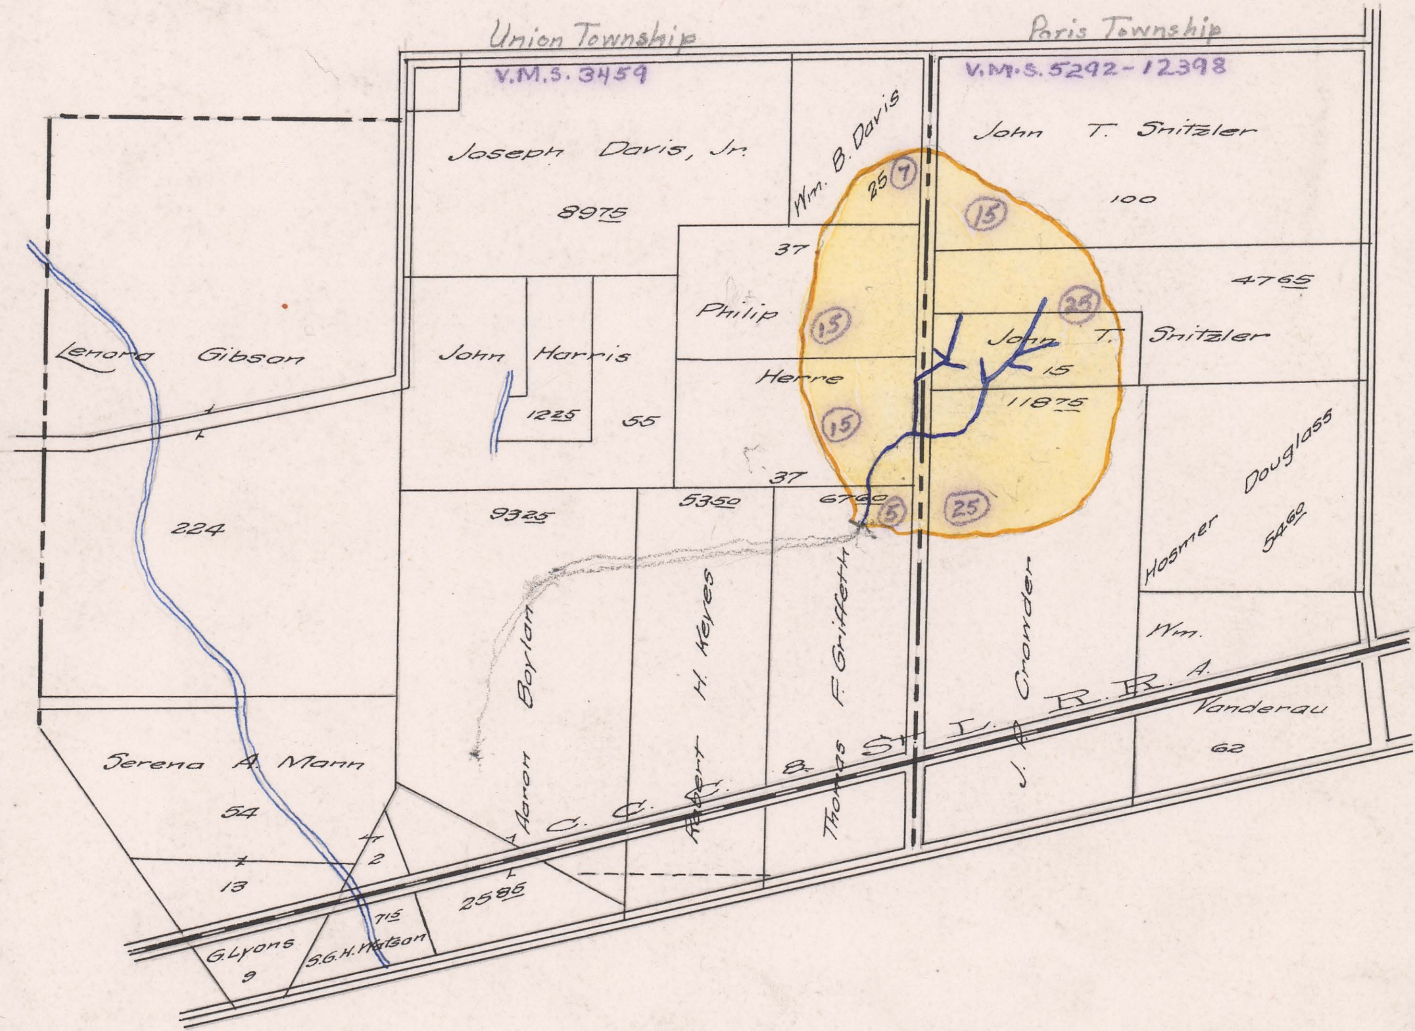 Union Township
Paris Township
V.M.S. 3459
V.M.S. 5292-12398
Joseph Davis, Jr.
8975
Wm. B. Davis
25
7
John T. Snitzler
100
15
37
Philip
15
4765
25
John T. Snitzler
15
11875
Lenora Gibson
224
John Harris
1225
55
Herre
15
37
Hosmer Douglass
5460
9325
5350
6760
5
25
Aaron Boylan
Robert H. Keyes
Thomas F. Griffeth
J. P. Crowder
Wm.
Vanderau
62
C. C. C. & St. L. R.R.
Serena A. Mann
54
13
2
715
2585
G. Lyons
9
S.G.H. Watson